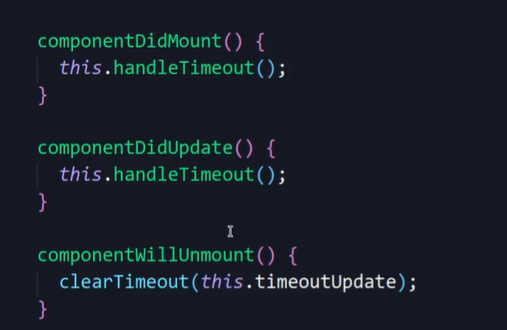 componentDidMount() {
  this.handleTimeout();
}
componentDidUpdate() {
  this.handleTimeout();
}
componentWillUnmount() {
  clearTimeout(this.timeoutUpdate);
}